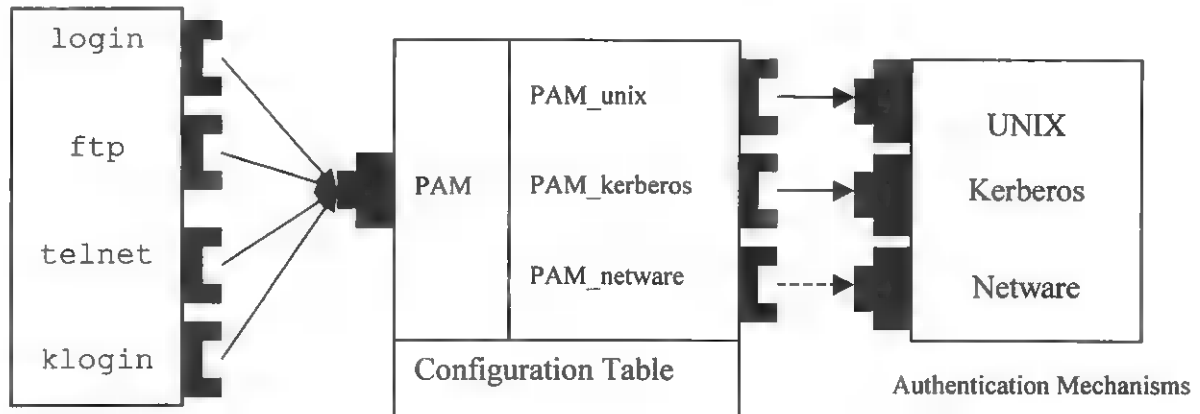 login
ftp
telnet
klogin
PAM
PAM_unix
PAM_kerberos
PAM_netware
Configuration Table
UNIX
Kerberos
Netware
Authentication Mechanisms